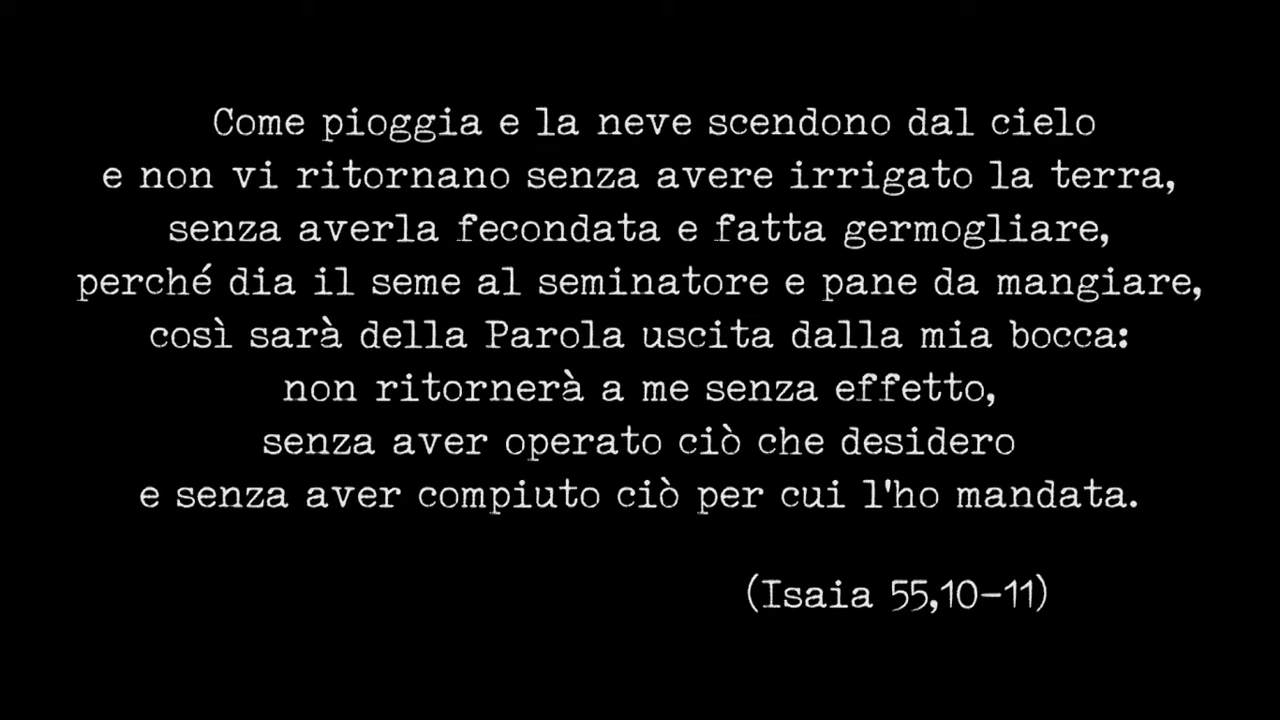 Come pioggia e la neve scendono dal cielo
e non vi ritornano senza avere irrigato la terra,
senza averla fecondata e fatta germogliare,
perché dia il seme al seminatore e pane da mangiare,
così sarà della Parola uscita dalla mia bocca:
non ritornerà a me senza effetto,
senza aver operato ciò che desidero
e senza aver compiuto ciò per cui l'ho mandata.
(Isaia 55,10-11)